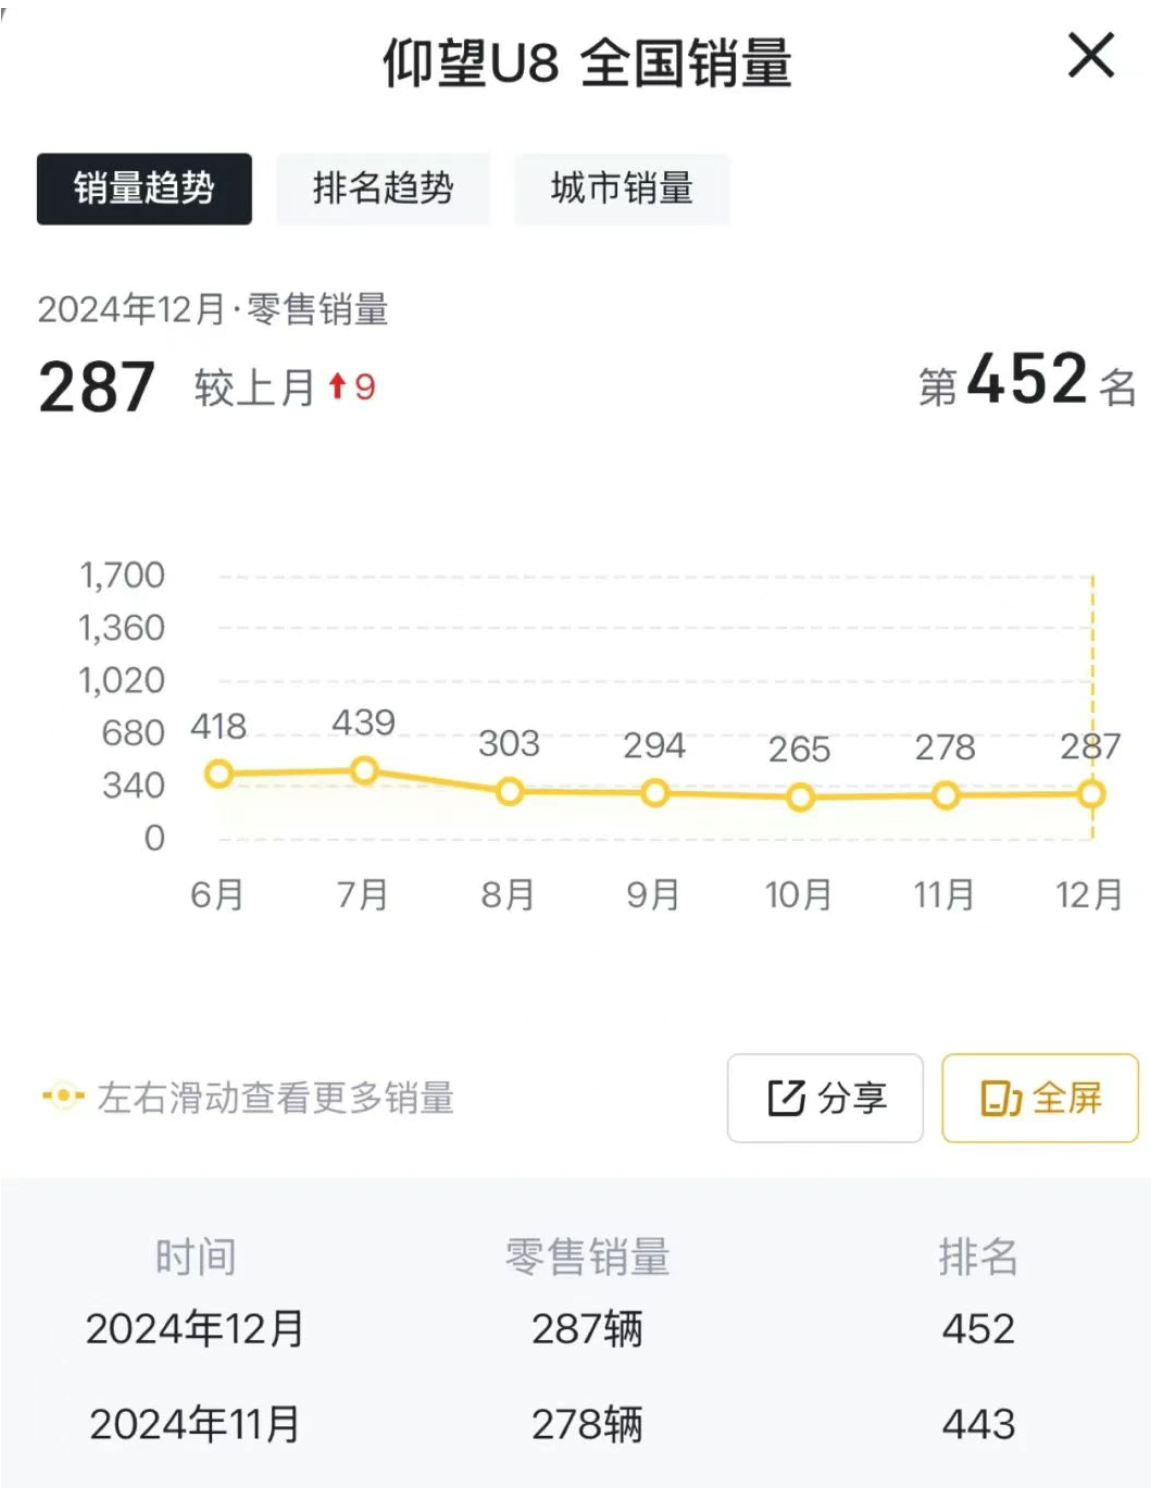 仰望U8 全国销量
销量趋势 排名趋势 城市销量
2024年12月·零售销量
287 较上月↑9 第452名
1,700
1,360
1,020
680
340
0
418 439 303 294 265 278 287
6月 7月 8月 9月 10月 11月 12月
左右滑动查看更多销量 分享 全屏
时间 零售销量 排名
2024年12月 287辆 452
2024年11月 278辆 443